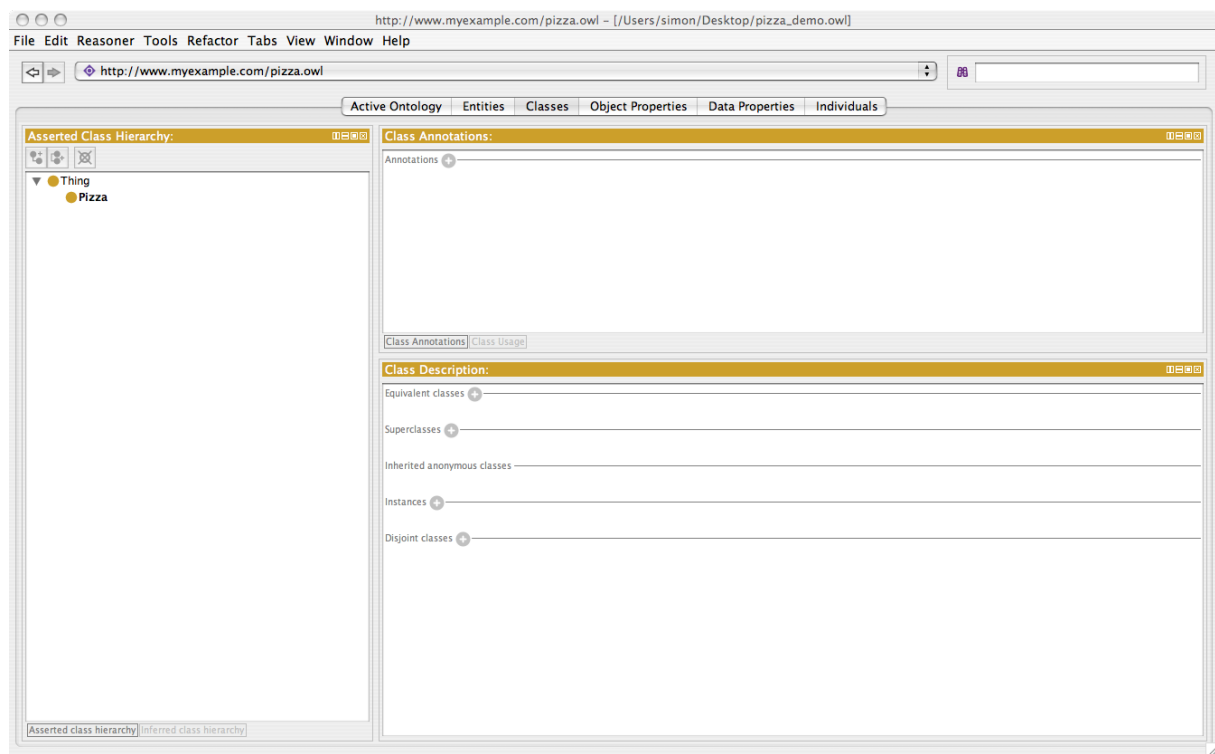 http://www.myexample.com/pizza.owl – [/Users/simon/Desktop/pizza_demo.owl]
File Edit Reasoner Tools Refactor Tabs View Window Help
http://www.myexample.com/pizza.owl
Active Ontology Entities Classes Object Properties Data Properties Individuals
Asserted Class Hierarchy:
Thing
Pizza
Asserted class hierarchy Inferred class hierarchy
Class Annotations:
Annotations
Class Annotations Class Usage
Class Description:
Equivalent classes
Superclasses
Inherited anonymous classes
Instances
Disjoint classes